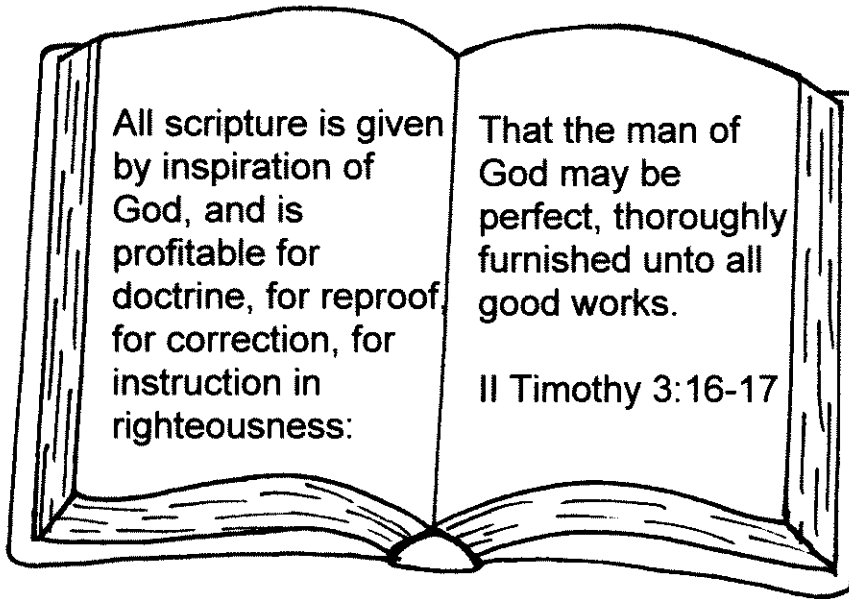 All scripture is given
by inspiration of
God, and is
profitable for
doctrine, for reproof,
for correction, for
instruction in
righteousness:
That the man of
God may be
perfect, thoroughly
furnished unto all
good works.
II Timothy 3:16-17